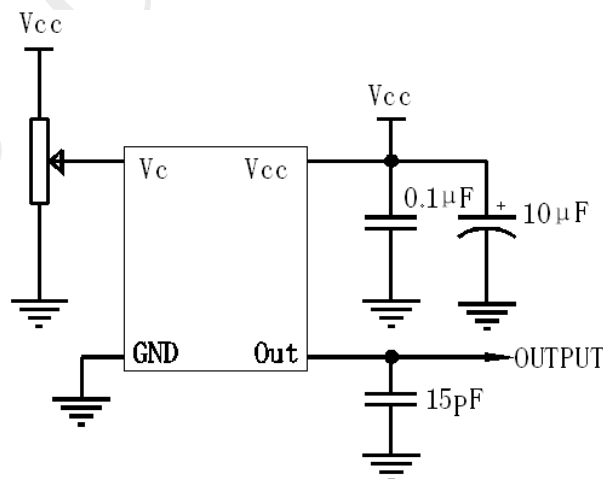 Vcc
Vcc
Vc
Vcc
0.1μF
+
10μF
GND
Out
OUTPUT
15pF